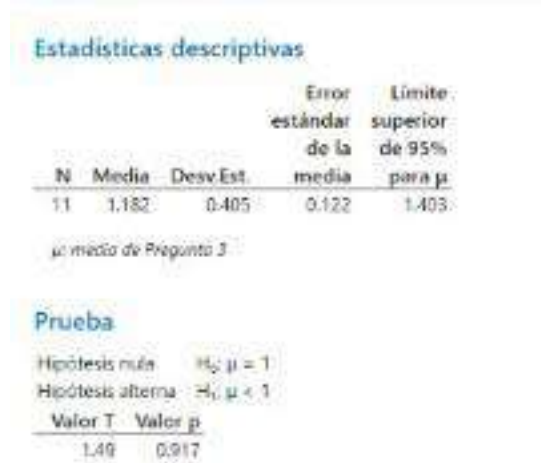 Estadísticas descriptivas
Error Límite
estándar superior
de la de 95%
N Media Desv.Est. media para μ
11 1.182 0.405 0.122 1.403
μ: media de Pregunta 3
Prueba
Hipótesis nula H₀: μ = 1
Hipótesis alterna H₁: μ < 1
Valor T Valor p
1.49 0.917